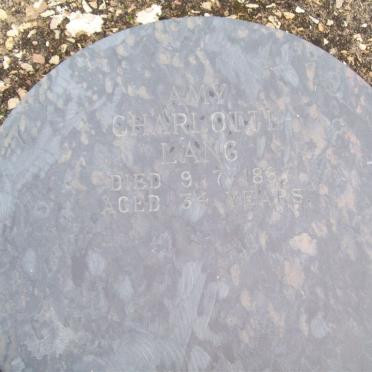 AMY
CHARLOTTE
LANG
DIED 9. 7.
AGED 34 YEARS.